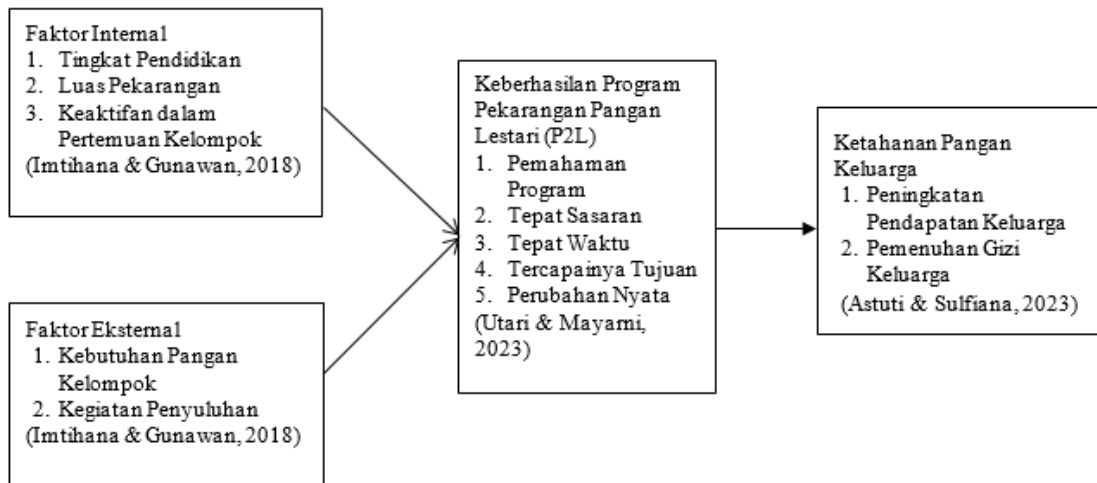 Faktor Internal
1. Tingkat Pendidikan
2. Luas Pekarangan
3. Keaktifan dalam
Pertemuan Kelompok
(Imtihana & Gunawan, 2018)
Faktor Eksternal
1. Kebutuhan Pangan
Kelompok
2. Kegiatan Penyuluhan
(Imtihana & Gunawan, 2018)
Keberhasilan Program
Pekarangan Pangan
Lestari (P2L)
1. Pemahaman
Program
2. Tepat Sasaran
3. Tepat Waktu
4. Tercapainya Tujuan
5. Perubahan Nyata
(Utari & Mayarni,
2023)
Ketahanan Pangan
Keluarga
1. Peningkatan
Pendapatan Keluarga
2. Pemenuhan Gizi
Keluarga
(Astuti & Sulfiana, 2023)